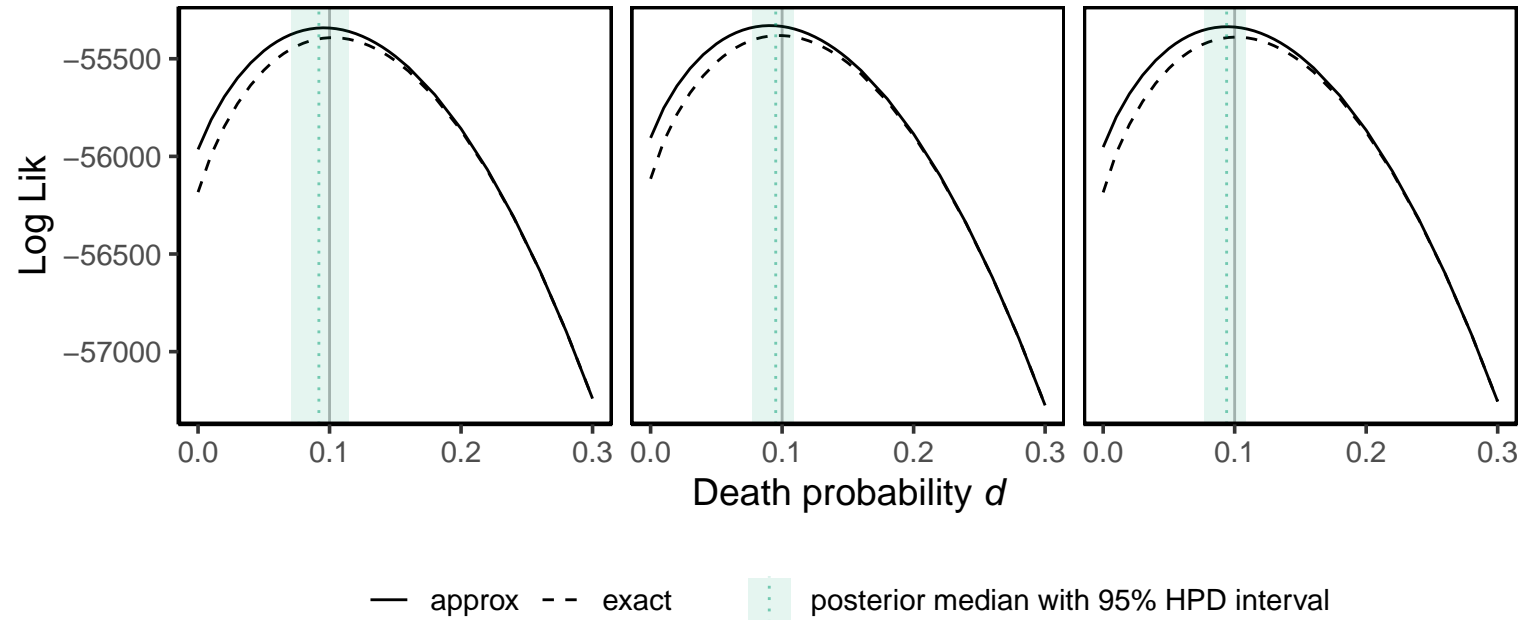 Log Lik
−55500
−56000
−56500
−57000
0.0 0.1 0.2 0.3 0.0 0.1 0.2 0.3 0.0 0.1 0.2 0.3
Death probability d
approx exact posterior median with 95% HPD interval